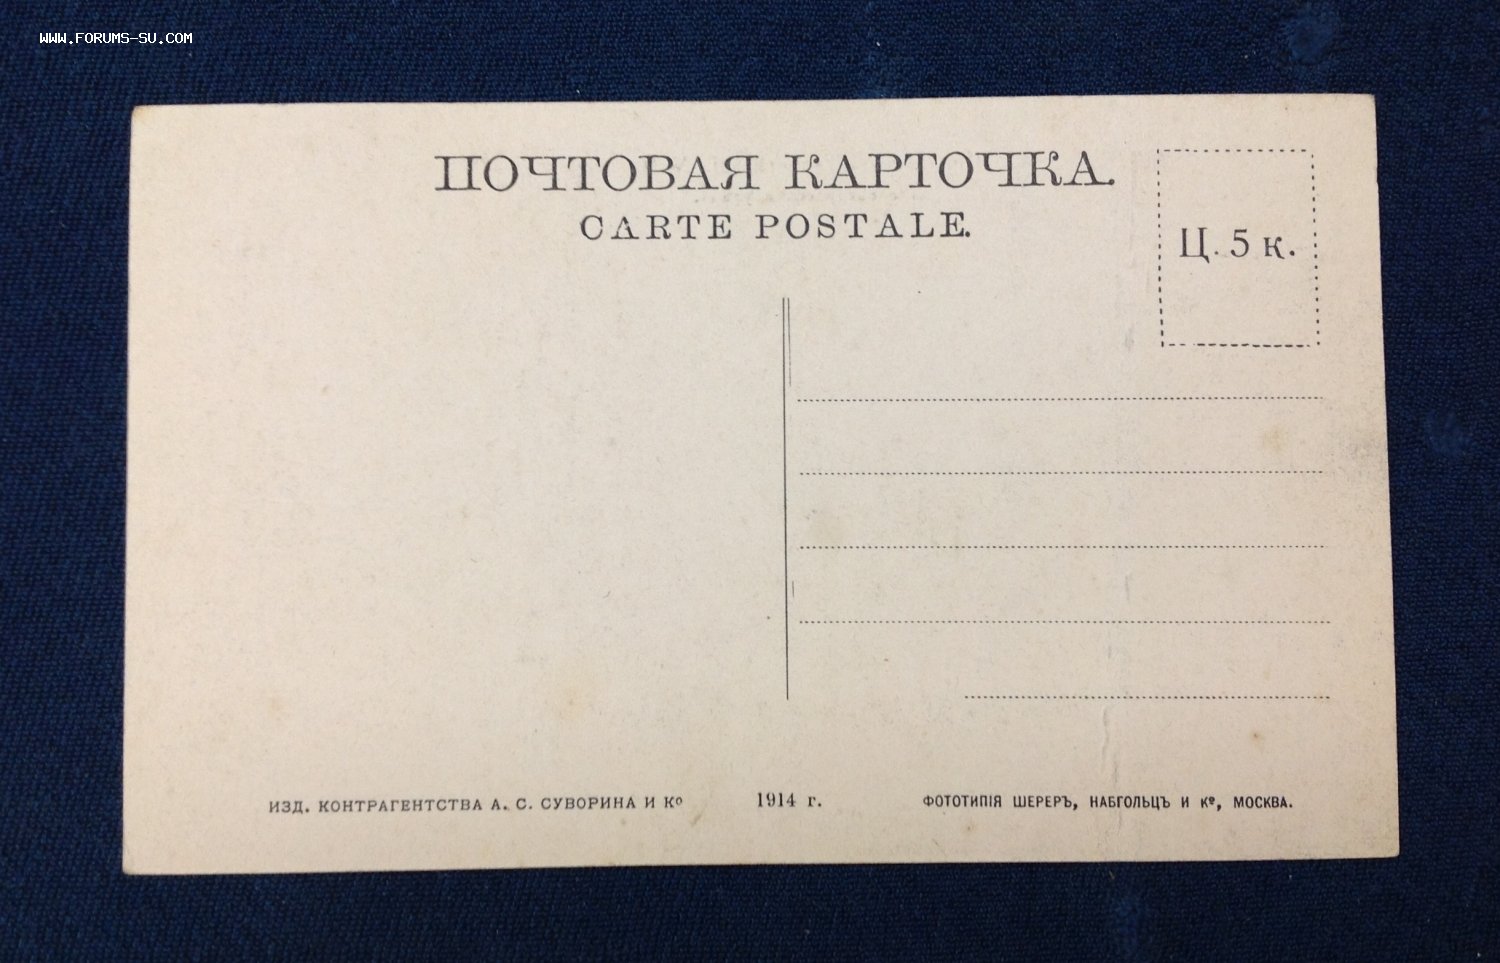 www.forums-su.com
ПОЧТОВАЯ КАРТОЧКА.
CARTE POSTALE.
Ц. 5 к.
ИЗД. КОНТРАГЕНТСТВА А. С. СУВОРИНА И Кº
1914 г.
ФОТОТИПІЯ ШЕРЕРЪ, НАБГОЛЬЦЪ И Кº, МОСКВА.